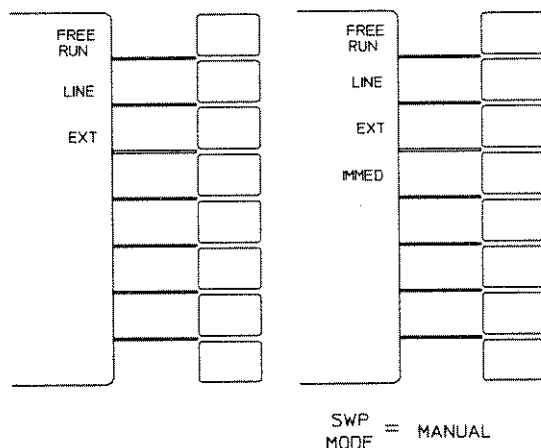 FREE
RUN
LINE
EXT
FREE
RUN
LINE
EXT
IMMED
SWP
MODE = MANUAL